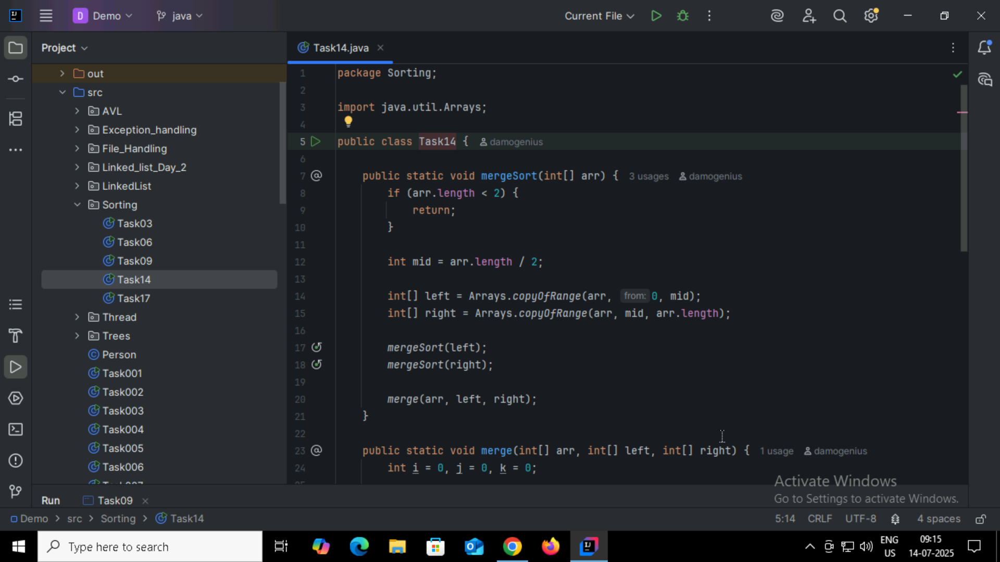 D Demo
java
Current File
Project
out
src
AVL
Exception_handling
File_Handling
Linked_list_Day_2
LinkedList
Sorting
Task03
Task06
Task09
Task14
Task17
Thread
Trees
Person
Task001
Task002
Task003
Task004
Task005
Task006
Task14.java
1 package Sorting;
2
3 import java.util.Arrays;
4
5 public class Task14 { damogenius
6
7 public static void mergeSort(int[] arr) { 3 usages damogenius
8 if (arr.length < 2) {
9 return;
10 }
11
12 int mid = arr.length / 2;
13
14 int[] left = Arrays.copyOfRange(arr, from: 0, mid);
15 int[] right = Arrays.copyOfRange(arr, mid, arr.length);
16
17 mergeSort(left);
18 mergeSort(right);
19
20 merge(arr, left, right);
21 }
22
23 public static void merge(int[] arr, int[] left, int[] right) { 1 usage damogenius
24 int i = 0, j = 0, k = 0;
Activate Windows
Go to Settings to activate Windows.
Run Task09
Demo > src > Sorting > Task14
5:14 CRLF UTF-8 4 spaces
Type here to search
ENG
US
09:15
14-07-2025